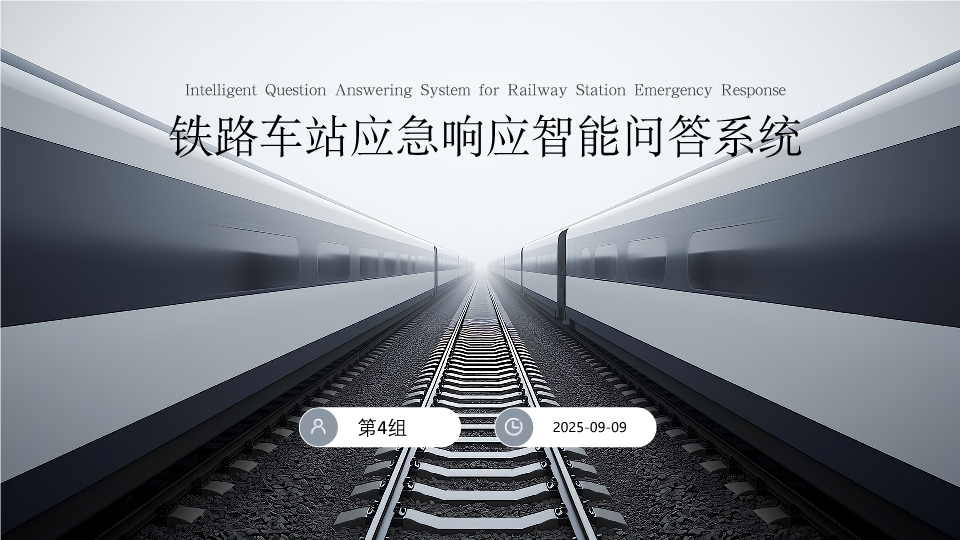 Intelligent Question Answering System for Railway Station Emergency Response
铁路车站应急响应智能问答系统
第4组
2025-09-09